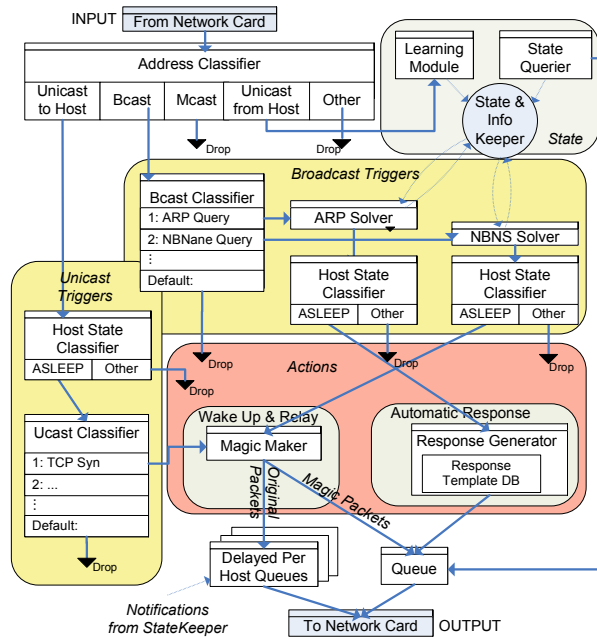 INPUT
From Network Card
Address Classifier
Unicast to Host
Bcast
Mcast
Unicast from Host
Other
Drop
Drop
Learning Module
State Querier
State & Info Keeper
State
Broadcast Triggers
Bcast Classifier
1: ARP Query
2: NBNane Query
⋮
Default:
Drop
ARP Solver
NBNS Solver
Host State Classifier
ASLEEP
Other
Drop
Host State Classifier
ASLEEP
Other
Drop
Unicast Triggers
Host State Classifier
ASLEEP
Other
Drop
Ucast Classifier
1: TCP Syn
2: ...
⋮
Default:
Drop
Actions
Wake Up & Relay
Magic Maker
Automatic Response
Response Generator
Response Template DB
Original Packets
Magic Packets
Delayed Per Host Queues
Queue
Notifications from StateKeeper
To Network Card
OUTPUT